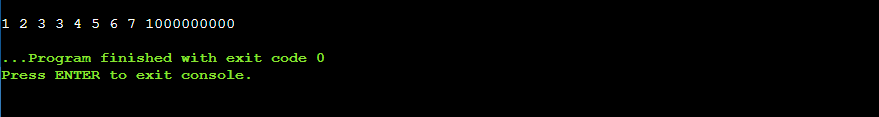 1 2 3 3 4 5 6 7 1000000000
...Program finished with exit code 0
Press ENTER to exit console.